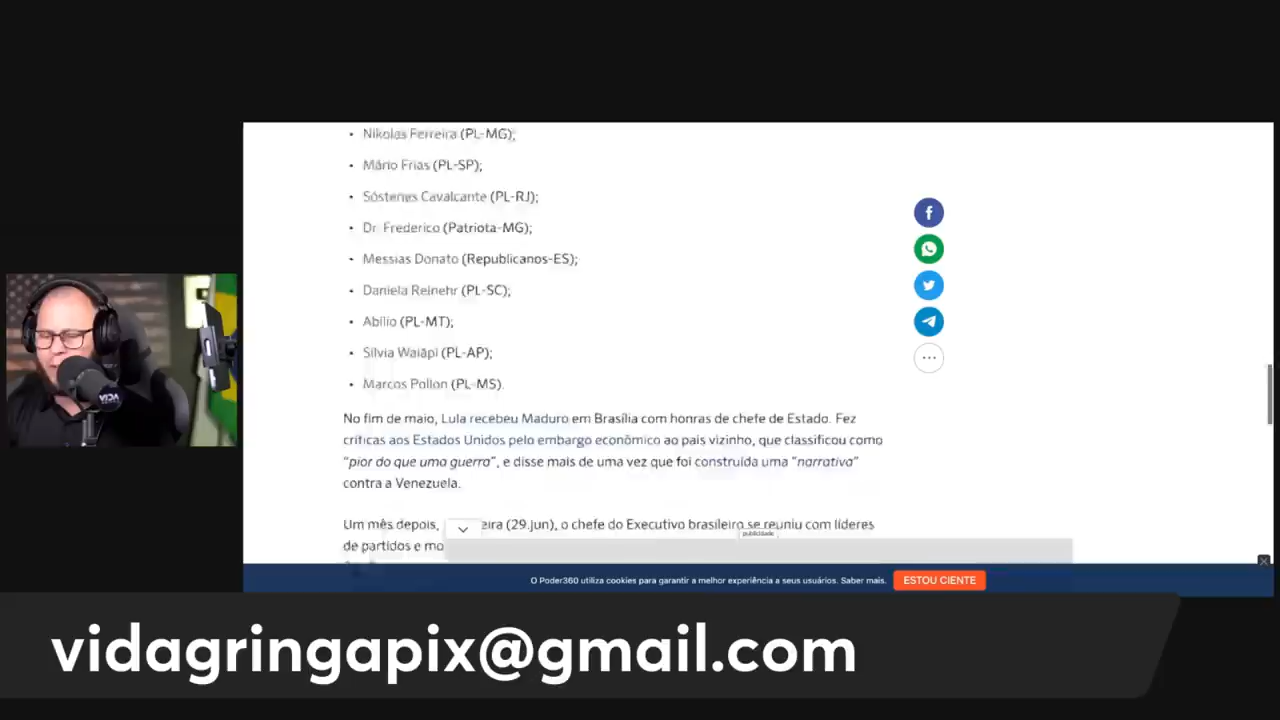 • Nikolas Ferreira (PL-MG);
• Mário Frias (PL-SP);
• Sóstenes Cavalcante (PL-RJ);
• Dr. Frederico (Patriota-MG);
• Messias Donato (Republicanos-ES);
• Daniela Reinehr (PL-SC);
• Abílio (PL-MT);
• Sílvia Waiãpi (PL-AP);
• Marcos Pollon (PL-MS).
No fim de maio, Lula recebeu Maduro em Brasília com honras de chefe de Estado. Fez
críticas aos Estados Unidos pelo embargo econômico ao país vizinho, que classificou como
“pior do que uma guerra”, e disse mais de uma vez que foi construída uma “narrativa”
contra a Venezuela.
Um mês depois, eira (29.jun), o chefe do Executivo brasileiro se reuniu com líderes
publicidade
de partidos e mo
O Poder360 utiliza cookies para garantir a melhor experiência a seus usuários. Saber mais.
ESTOU CIENTE
VIDA
vidagringapix@gmail.com